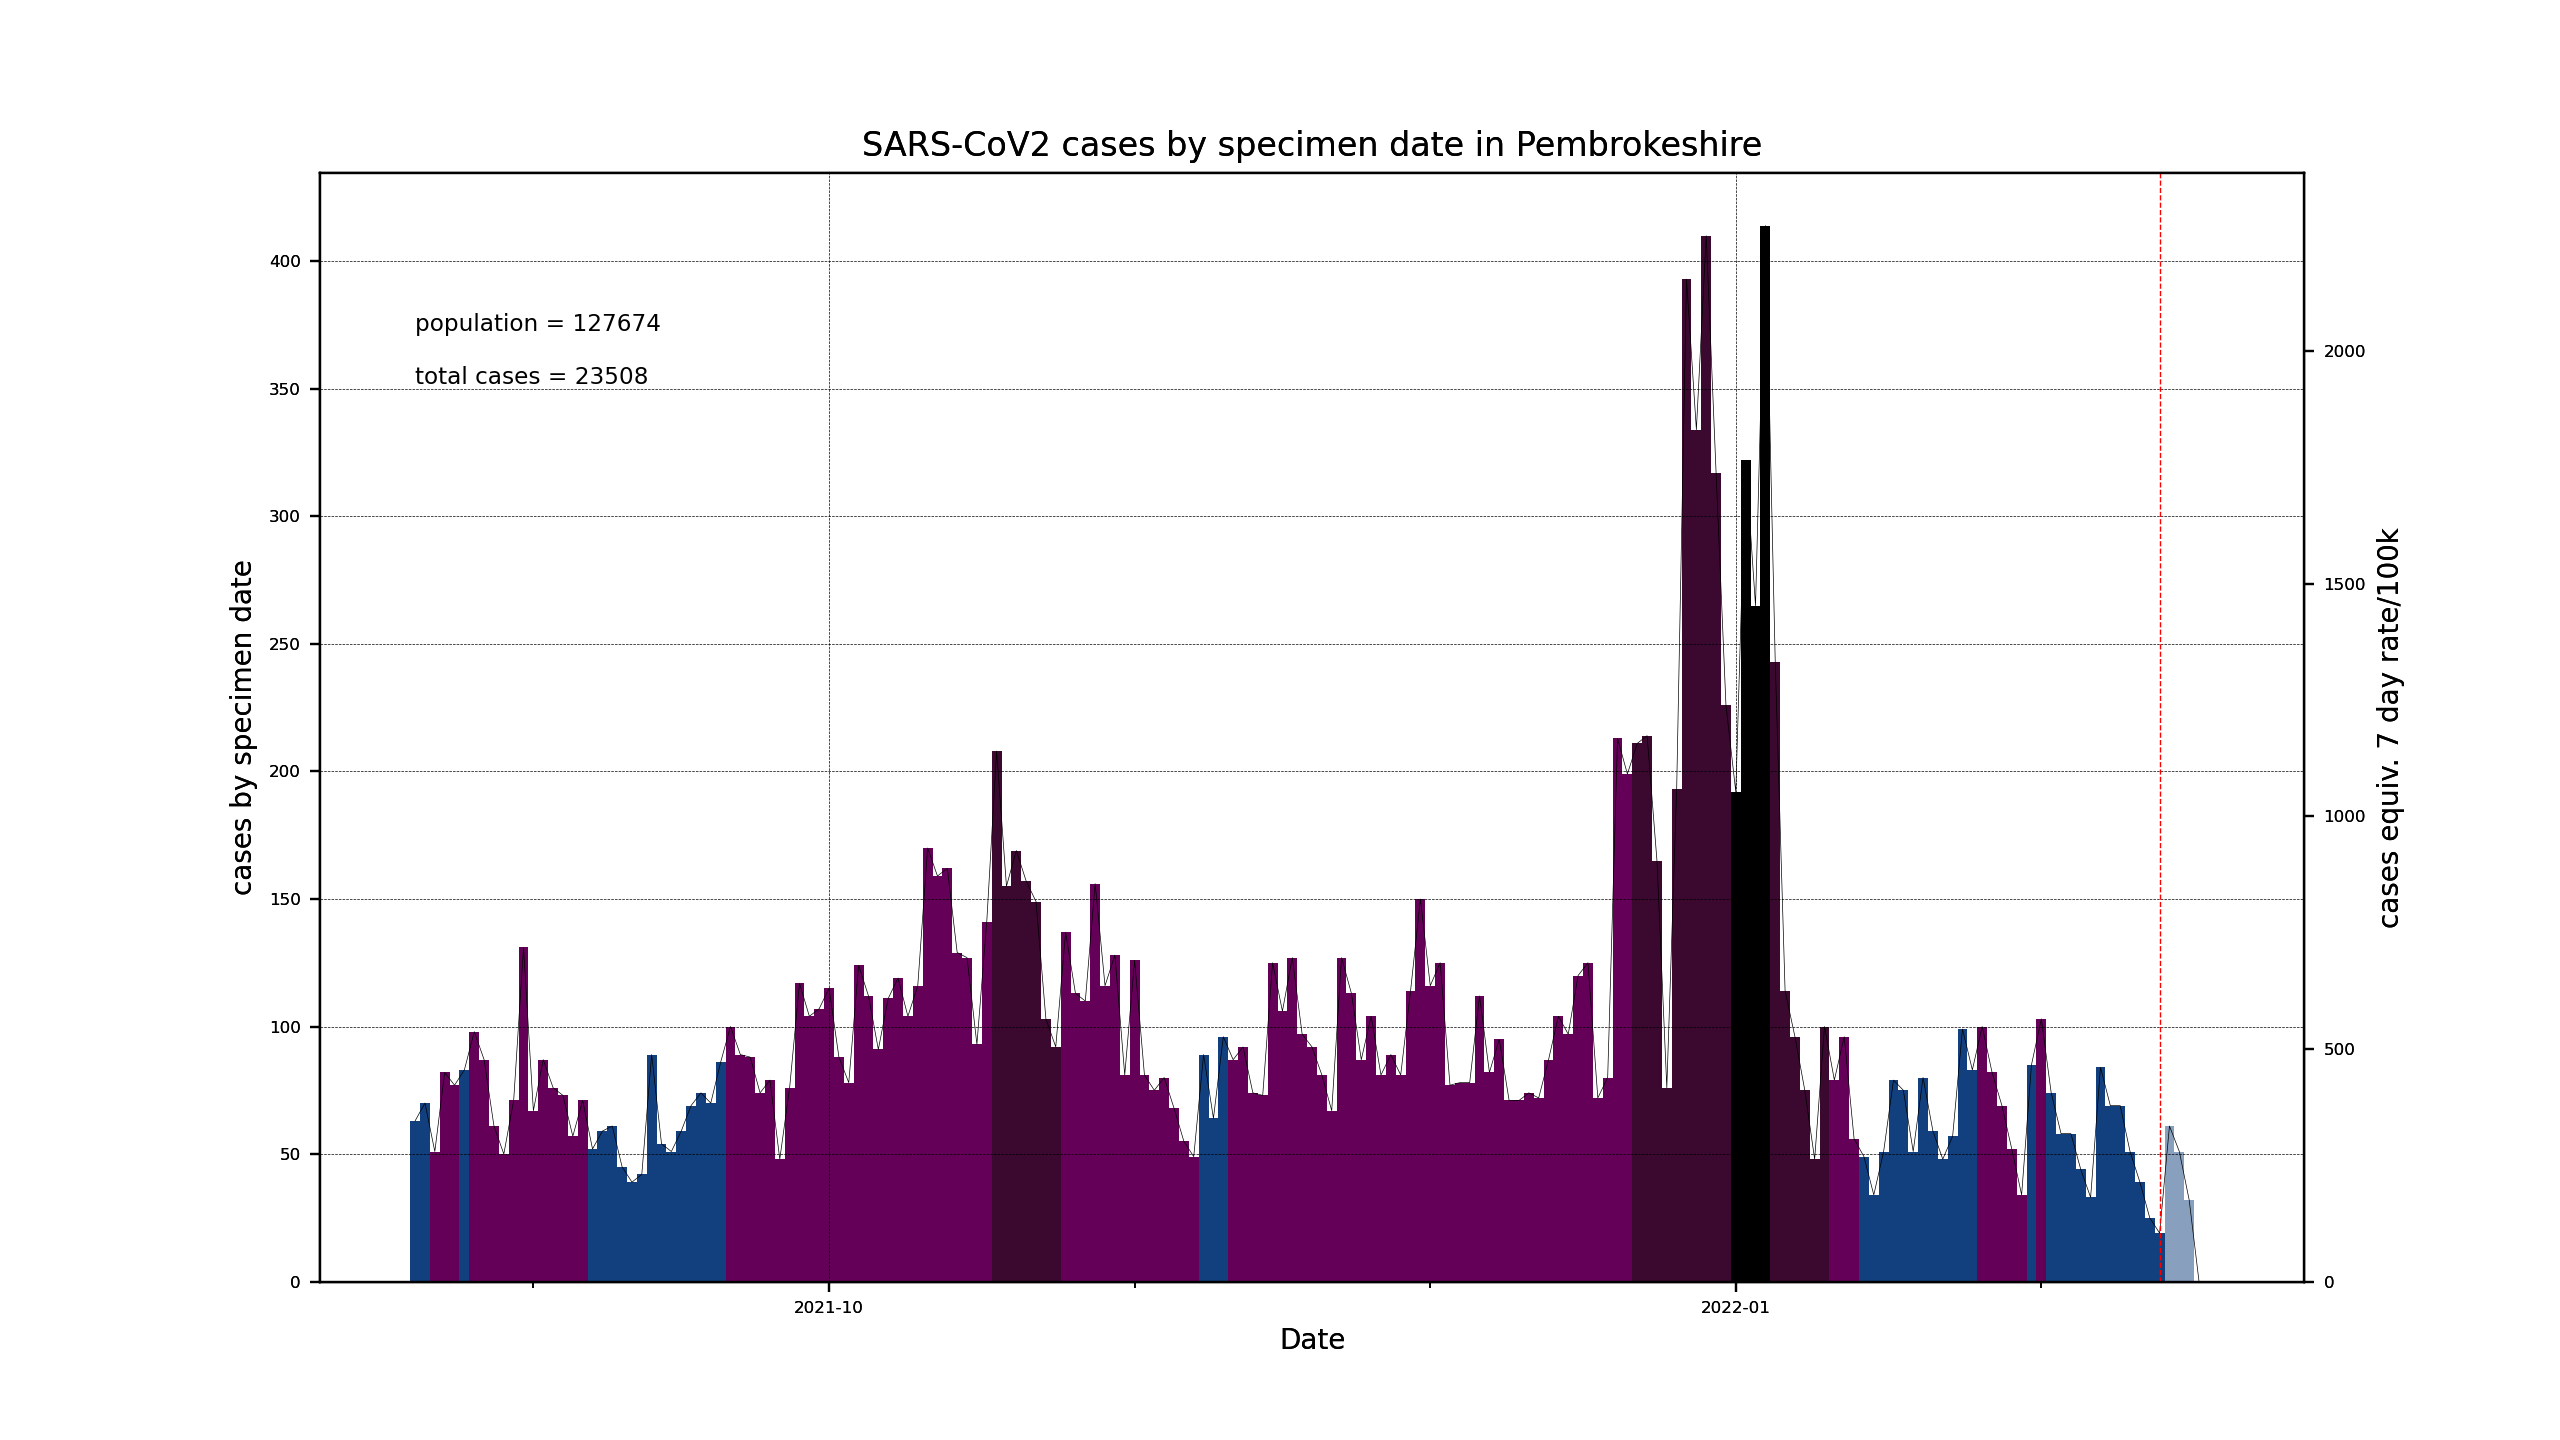 SARS-CoV2 cases by specimen date in Pembrokeshire
population = 127674
total cases = 23508
cases by specimen date
400
350
300
250
200
150
100
50
0
2000
1500
1000
500
0
cases equiv. 7 day rate/100k
2021-10
2022-01
Date